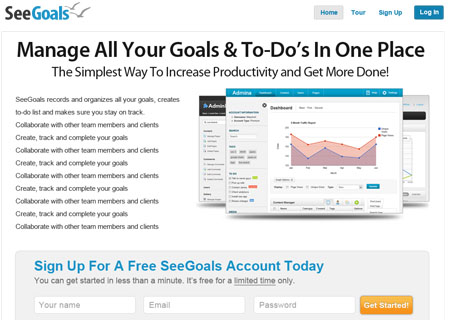 SeeGoals
Home Tour Sign Up Log In
Manage All Your Goals & To-Do's In One Place
The Simplest Way To Increase Productivity and Get More Done!
SeeGoals records and organizes all your goals, creates
to-do list and makes sure you stay on track.
Collaborate with other team members and clients
Create, track and complete your goals
Collaborate with other team members and clients
Create, track and complete your goals
Collaborate with other team members and clients
Create, track and complete your goals
Collaborate with other team members and clients
Create, track and complete your goals
Collaborate with other team members and clients
Admina
Dashboard
Sign Up For A Free SeeGoals Account Today
You can get started in less than a minute. It's free for a limited time only.
Your name Email Password Get Started!